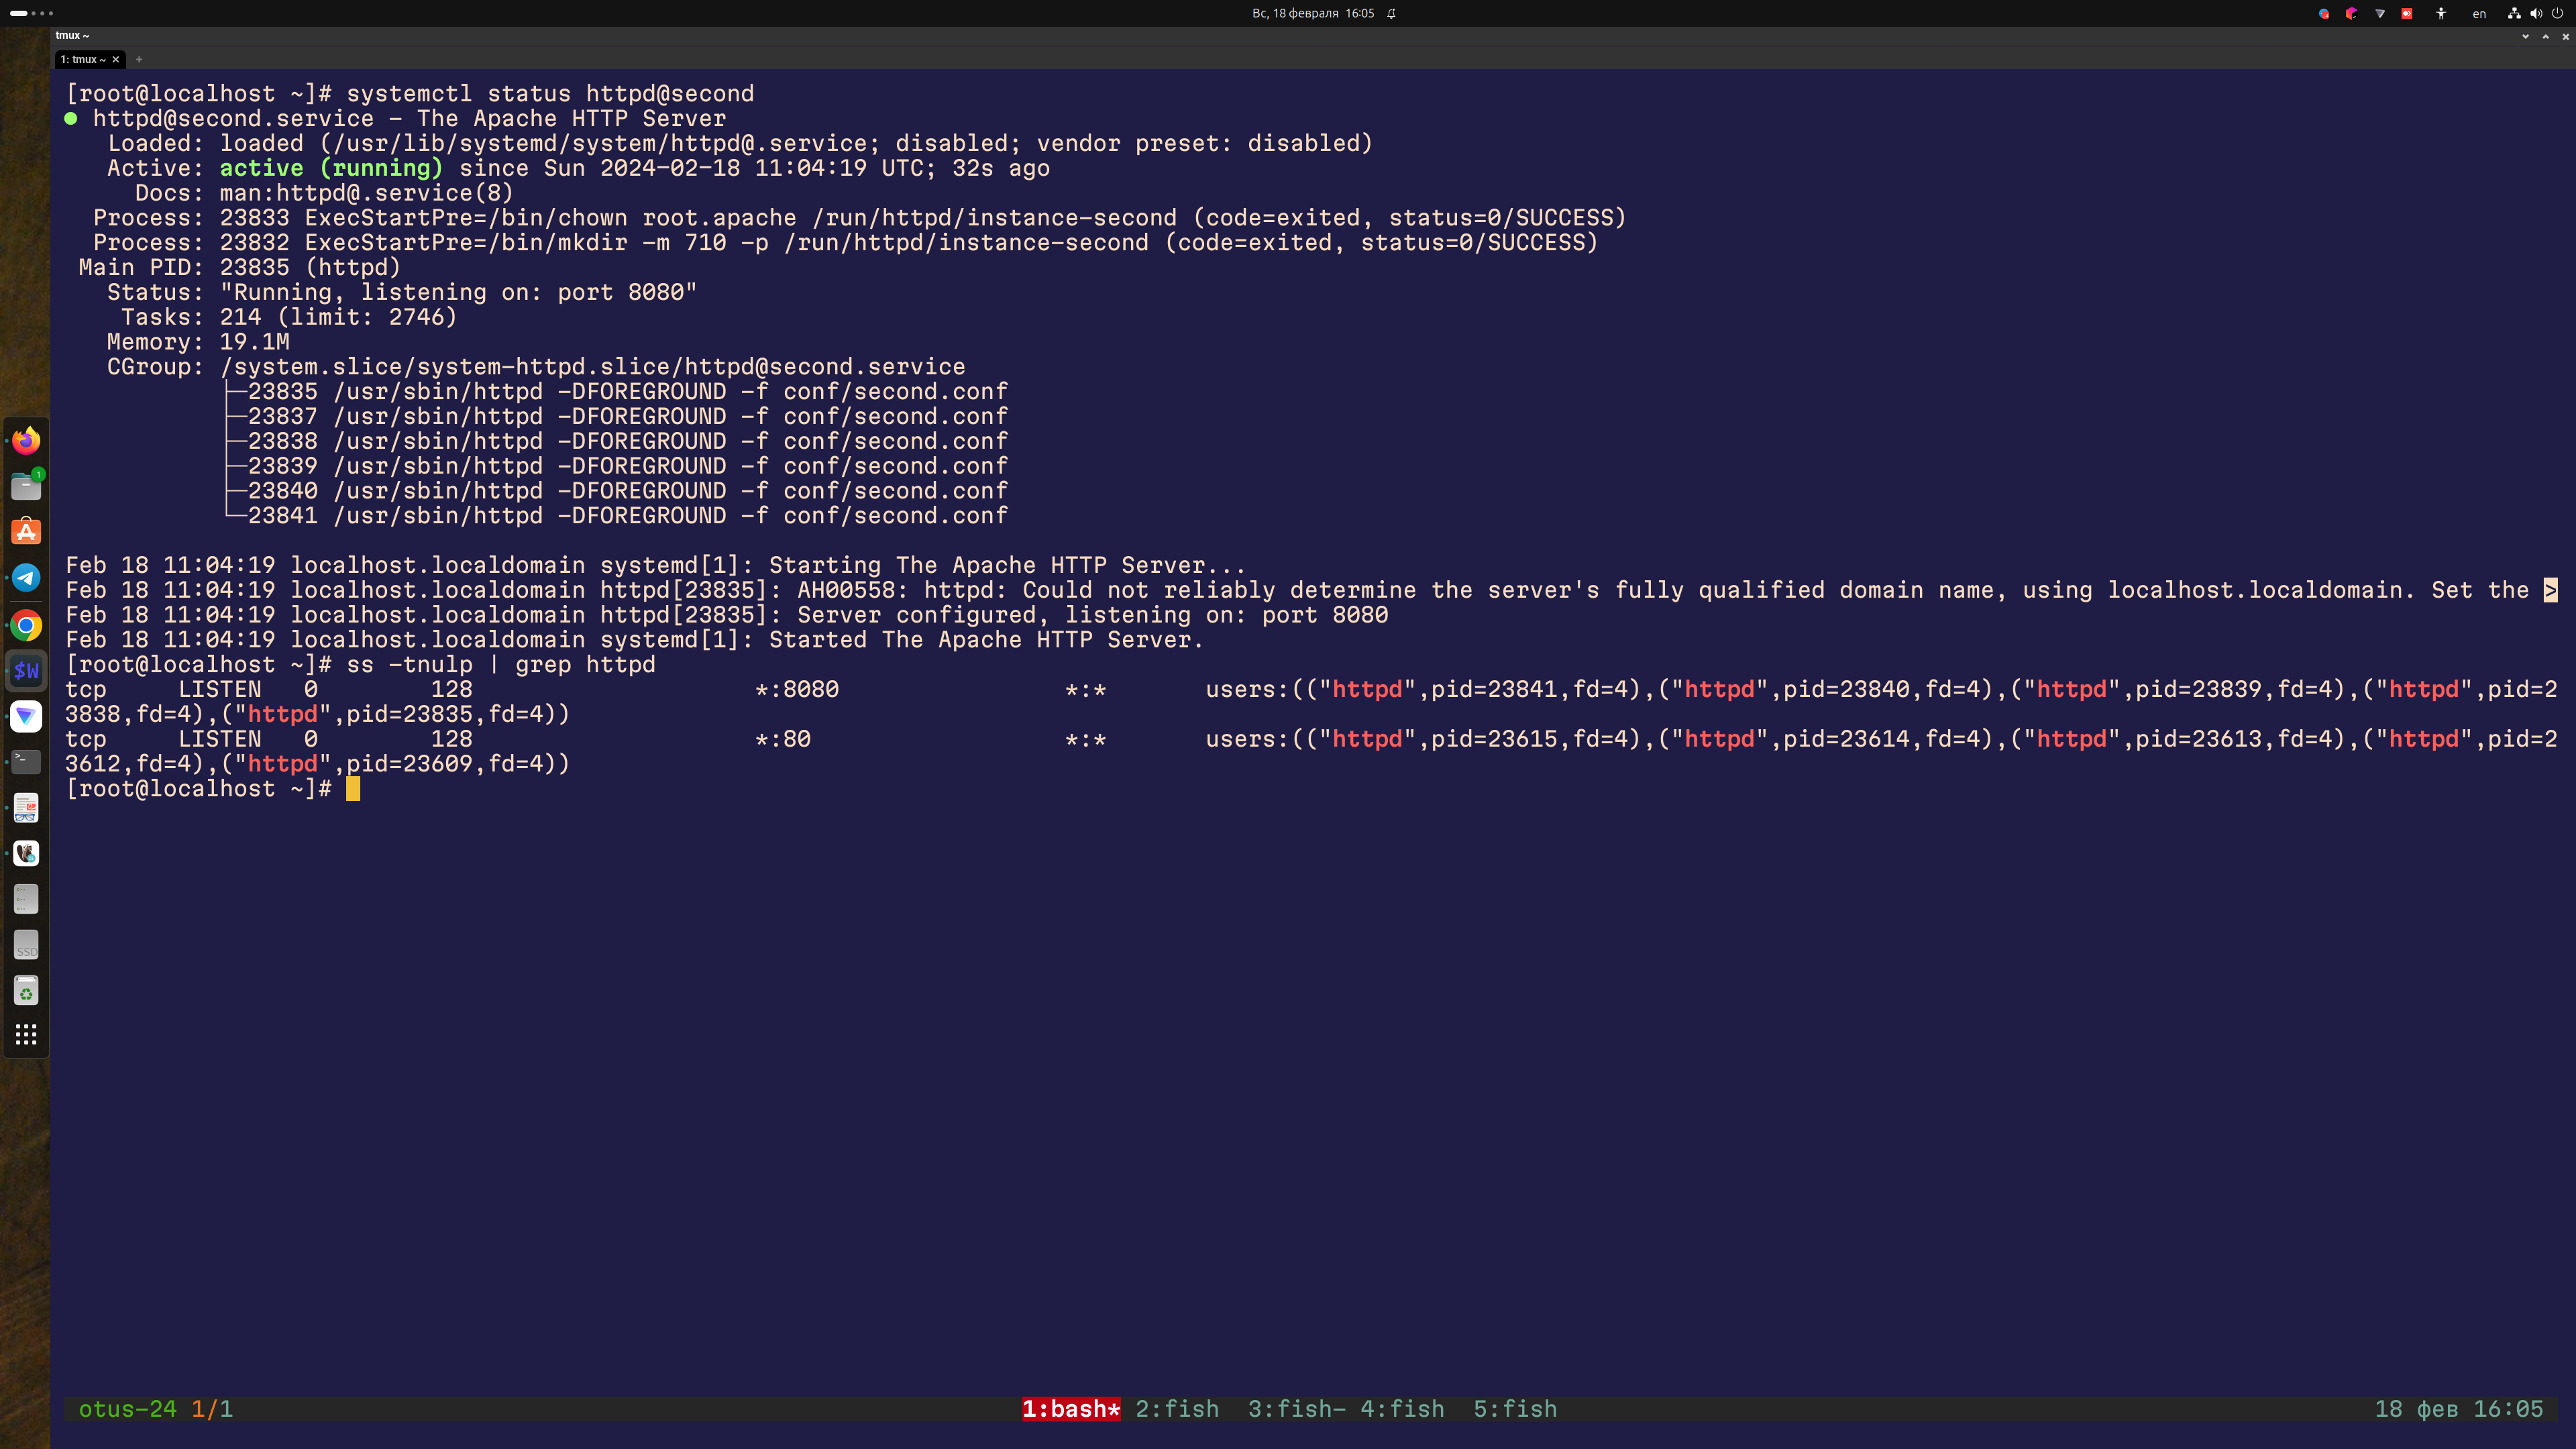 Вс, 18 февраля 16:05
en
tmux ~
1: tmux ~ × +
[root@localhost ~]# systemctl status httpd@second
● httpd@second.service - The Apache HTTP Server
Loaded: loaded (/usr/lib/systemd/system/httpd@.service; disabled; vendor preset: disabled)
Active: active (running) since Sun 2024-02-18 11:04:19 UTC; 32s ago
Docs: man:httpd@.service(8)
Process: 23833 ExecStartPre=/bin/chown root.apache /run/httpd/instance-second (code=exited, status=0/SUCCESS)
Process: 23832 ExecStartPre=/bin/mkdir -m 710 -p /run/httpd/instance-second (code=exited, status=0/SUCCESS)
Main PID: 23835 (httpd)
Status: "Running, listening on: port 8080"
Tasks: 214 (limit: 2746)
Memory: 19.1M
CGroup: /system.slice/system-httpd.slice/httpd@second.service
├─23835 /usr/sbin/httpd -DFOREGROUND -f conf/second.conf
├─23837 /usr/sbin/httpd -DFOREGROUND -f conf/second.conf
├─23838 /usr/sbin/httpd -DFOREGROUND -f conf/second.conf
├─23839 /usr/sbin/httpd -DFOREGROUND -f conf/second.conf
├─23840 /usr/sbin/httpd -DFOREGROUND -f conf/second.conf
└─23841 /usr/sbin/httpd -DFOREGROUND -f conf/second.conf
Feb 18 11:04:19 localhost.localdomain systemd[1]: Starting The Apache HTTP Server...
Feb 18 11:04:19 localhost.localdomain httpd[23835]: AH00558: httpd: Could not reliably determine the server's fully qualified domain name, using localhost.localdomain. Set the >
Feb 18 11:04:19 localhost.localdomain httpd[23835]: Server configured, listening on: port 8080
Feb 18 11:04:19 localhost.localdomain systemd[1]: Started The Apache HTTP Server.
[root@localhost ~]# ss -tnulp | grep httpd
tcp LISTEN 0 128 *:8080 *:* users:(("httpd",pid=23841,fd=4),("httpd",pid=23840,fd=4),("httpd",pid=23839,fd=4),("httpd",pid=2
3838,fd=4),("httpd",pid=23835,fd=4))
tcp LISTEN 0 128 *:80 *:* users:(("httpd",pid=23615,fd=4),("httpd",pid=23614,fd=4),("httpd",pid=23613,fd=4),("httpd",pid=2
3612,fd=4),("httpd",pid=23609,fd=4))
[root@localhost ~]#
1
$W
>_
SSD
otus-24 1/1 1:bash* 2:fish 3:fish- 4:fish 5:fish 18 фев 16:05